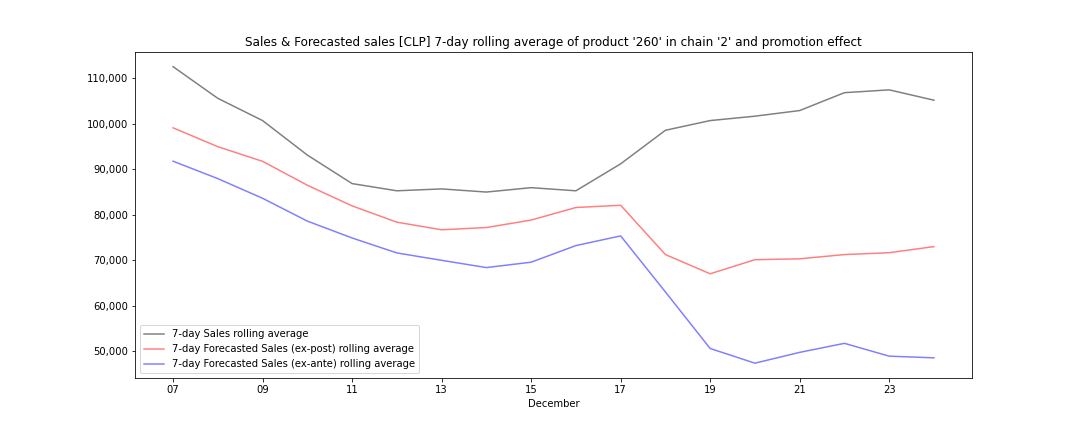 Sales & Forecasted sales [CLP] 7-day rolling average of product '260' in chain '2' and promotion effect
110,000
100,000
90,000
80,000
70,000
60,000
50,000
7-day Sales rolling average
7-day Forecasted Sales (ex-post) rolling average
7-day Forecasted Sales (ex-ante) rolling average
07 09 11 13 15 17 19 21 23
December